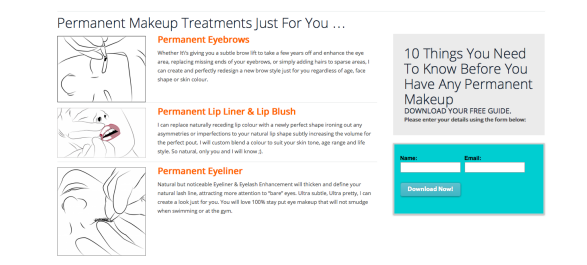 Permanent Makeup Treatments Just For You ...
Permanent Eyebrows
Whether it's giving you a subtle brow lift to take a few years off and enhance the eye
area, replacing missing ends of your eyebrows, or simply adding hairs to sparse areas, I
can create and perfectly redesign a new brow style just for you regardless of age, face
shape or skin colour.
Permanent Lip Liner & Lip Blush
I can replace naturally receding lip colour with a newly perfect shape ironing out any
asymmetries or imperfections to your natural lip shape subtly increasing the volume for
the perfect pout. I will custom blend a colour to suit your skin tone, age range and life
style. So natural, only you and I will know ;).
Permanent Eyeliner
Natural but noticeable Eyeliner & Eyelash Enhancement will thicken and define your
natural lash line, attracting more attention to "bare" eyes. Ultra subtle, Ultra pretty, I can
create a look just for you. You will love 100% stay put eye makeup that will not smudge
when swimming or at the gym.
10 Things You Need
To Know Before You
Have Any Permanent
Makeup
DOWNLOAD YOUR FREE GUIDE.
Please enter your details using the form below:
Name:
Email:
Download Now!